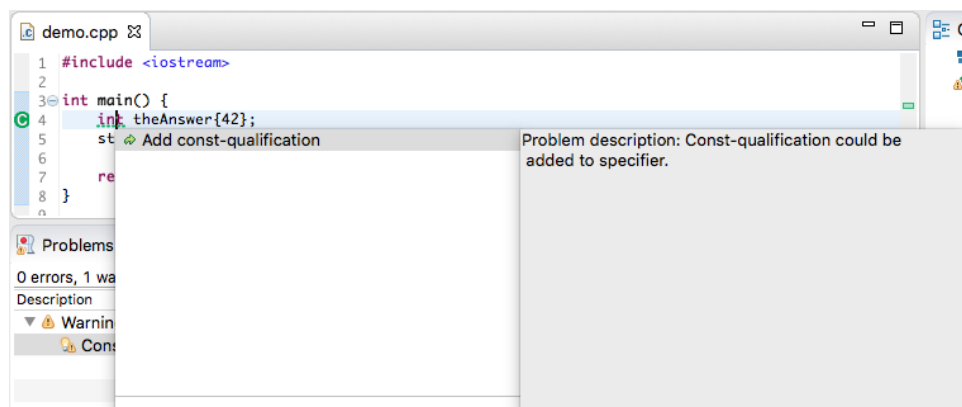 demo.cpp
1 #include <iostream>
2
3 int main() {
C 4 int theAnswer{42};
5 st
6
7 re
8 }
9
Add const-qualification
Problem description: Const-qualification could be
added to specifier.
Problems
0 errors, 1 wa
Description
Warnin
Cons